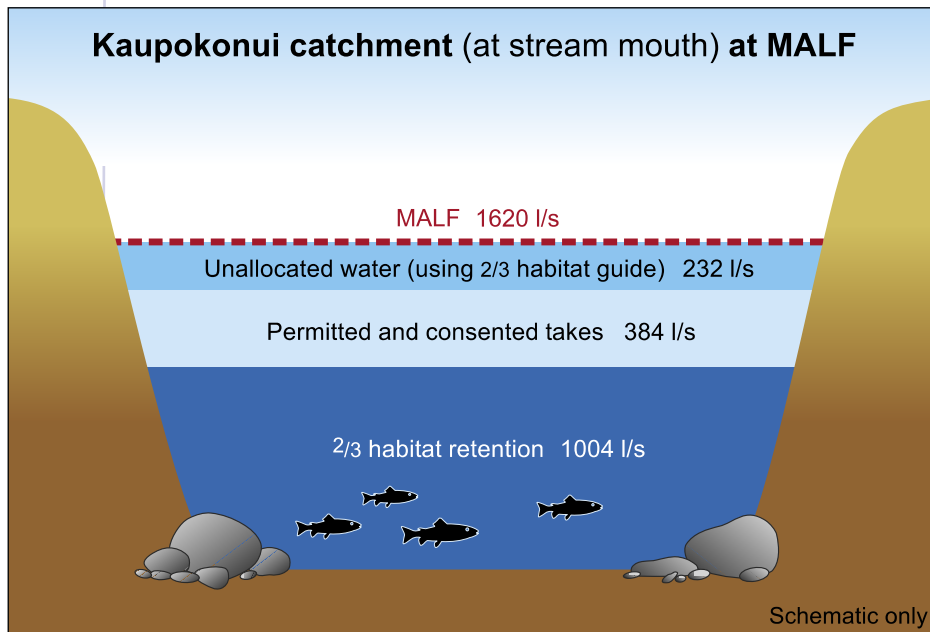 Kaupokonui catchment (at stream mouth) at MALF
MALF 1620 l/s
Unallocated water (using 2/3 habitat guide) 232 l/s
Permitted and consented takes 384 l/s
2/3 habitat retention 1004 l/s
Schematic only